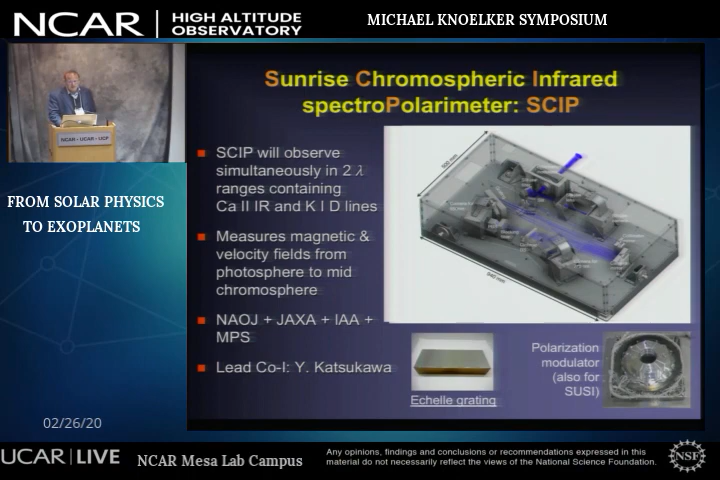 NCAR | HIGH ALTITUDE
OBSERVATORY
MICHAEL KNOELKER SYMPOSIUM
NCAR • UCAR • UCP
FROM SOLAR PHYSICS
TO EXOPLANETS
02/26/20
Sunrise Chromospheric Infrared
spectroPolarimeter: SCIP
SCIP will observe
simultaneously in 2 λ
ranges containing
Ca II IR and K I D lines
Measures magnetic &
velocity fields from
photosphere to mid
chromosphere
NAOJ + JAXA + IAA +
MPS
Lead Co-I: Y. Katsukawa
Echelle grating
Polarization
modulator
(also for
SUSI)
UCAR | LIVE
NCAR Mesa Lab Campus
Any opinions, findings and conclusions or recommendations expressed in this
material do not necessarily reflect the views of the National Science Foundation.
NSF